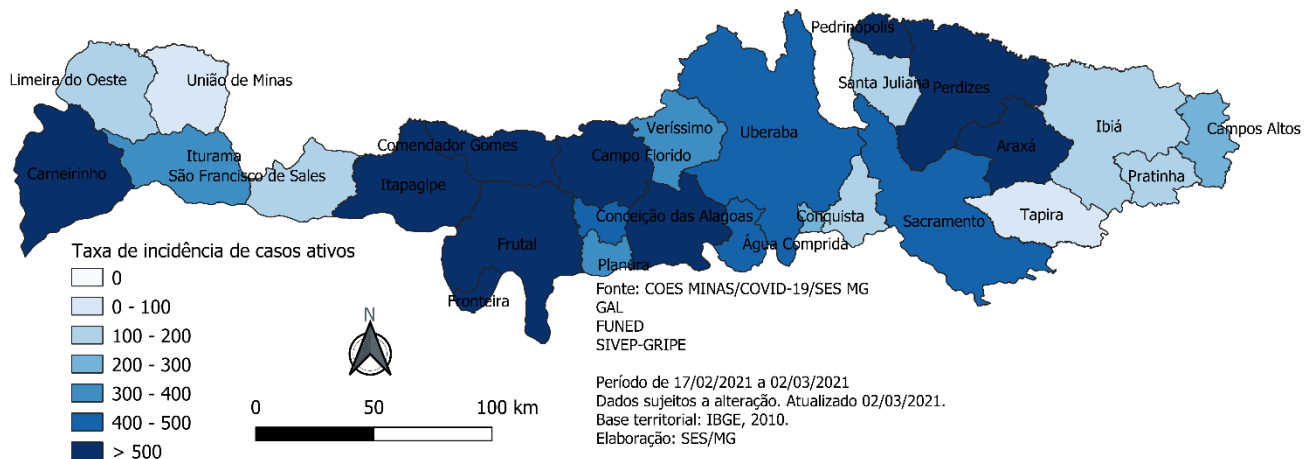 Pedrinópolis
Limeira do Oeste
União de Minas
Santa Juliana
Perdizes
Veríssimo
Uberaba
Ibiá
Campos Altos
Comendador Gomes
Iturama
Campo Florido
Araxá
Carneirinho
São Francisco de Sales
Itapagipe
Pratinha
Conceição das Alagoas
Conquista
Sacramento
Tapira
Frutal
Água Comprida
Planura
Fronteira
Taxa de incidência de casos ativos
0
0 - 100
100 - 200
200 - 300
300 - 400
400 - 500
> 500
N
0 50 100 km
Fonte: COES MINAS/COVID-19/SES MG
GAL
FUNED
SIVEP-GRIPE
Período de 17/02/2021 a 02/03/2021
Dados sujeitos a alteração. Atualizado 02/03/2021.
Base territorial: IBGE, 2010.
Elaboração: SES/MG